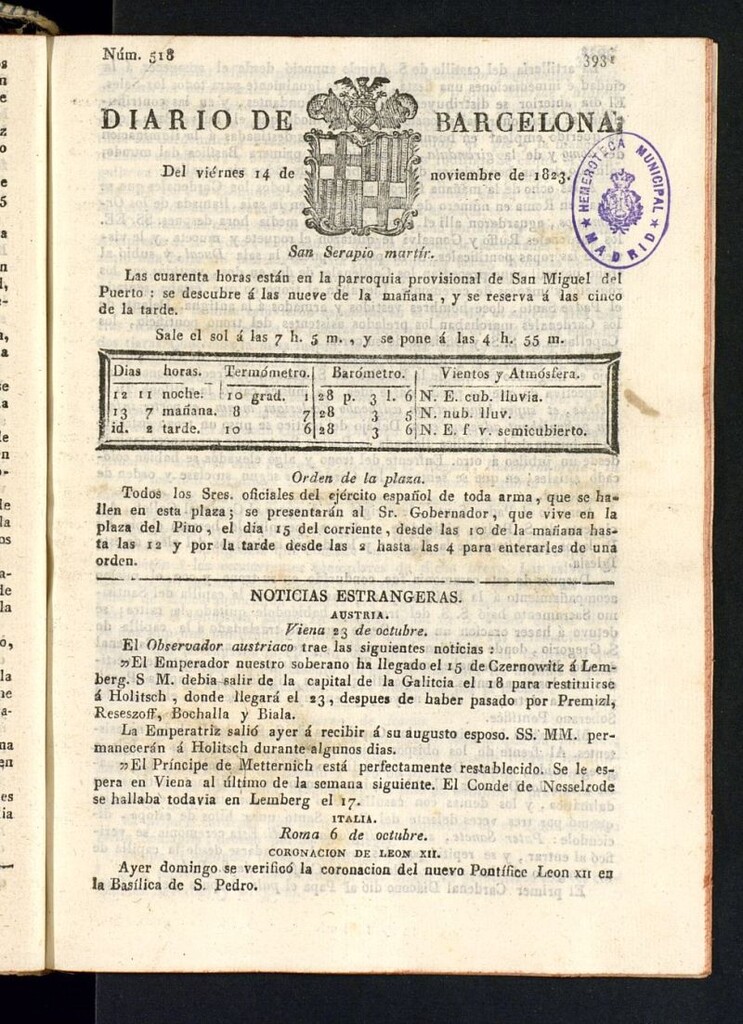 Núm. 518
3931
DIARIO DE BARCELONA,
Del viérnes 14 de noviembre de 1823.
HEMEROTECA MUNICIPAL
★ MADRID ★
San Serapio martír.
Las cuarenta horas están en la parroquia provisional de San Miguel del
Puerto : se descubre á las nueve de la mañana , y se reserva á las cinco
de la tarde.
Sale el sol á las 7 h. 5 m. , y se pone á las 4 h. 55 m.
Dias horas. Termómetro. Barómetro. Vientos y Atmósfera.
12 11 noche. 10 grad. 1 28 p. 3 l. 6 N. E. cub. lluvia.
13 7 mañana. 8 7 28 3 5 N. nub. lluv.
id. 2 tarde. 10 6 28 3 6 N. E. f v. semicubierto.
Orden de la plaza.
Todos los Sres. oficiales del ejército español de toda arma, que se ha-
llen en esta plaza; se presentarán al Sr. Gobernador, que vive en la
plaza del Pino, el dia 15 del corriente, desde las 10 de la mañana has-
ta las 12 y por la tarde desde las 2 hasta las 4 para enterarles de una
orden.
NOTICIAS ESTRANGERAS.
AUSTRIA.
Viena 23 de octubre.
El Observador austriaco trae las siguientes noticias :
»El Emperador nuestro soberano ha llegado el 15 de Czernowitz á Lem-
berg. S M. debia salir de la capital de la Galitcia el 18 para restituirse
á Holitsch , donde llegará el 23, despues de haber pasado por Premizl,
Reseszoff, Bochalla y Biala.
La Emperatriz salió ayer á recibir á su augusto esposo. SS. MM. per-
manecerán á Holitsch durante algunos dias.
»El Príncipe de Metternich está perfectamente restablecido. Se le es-
pera en Viena al último de la semana siguiente. El Conde de Nesselrode
se hallaba todavia en Lemberg el 17.
ITALIA.
Roma 6 de octubre.
CORONACION DE LEON XII.
Ayer domingo se verificó la coronacion del nuevo Pontífice Leon XII en
la Basílica de S. Pedro.